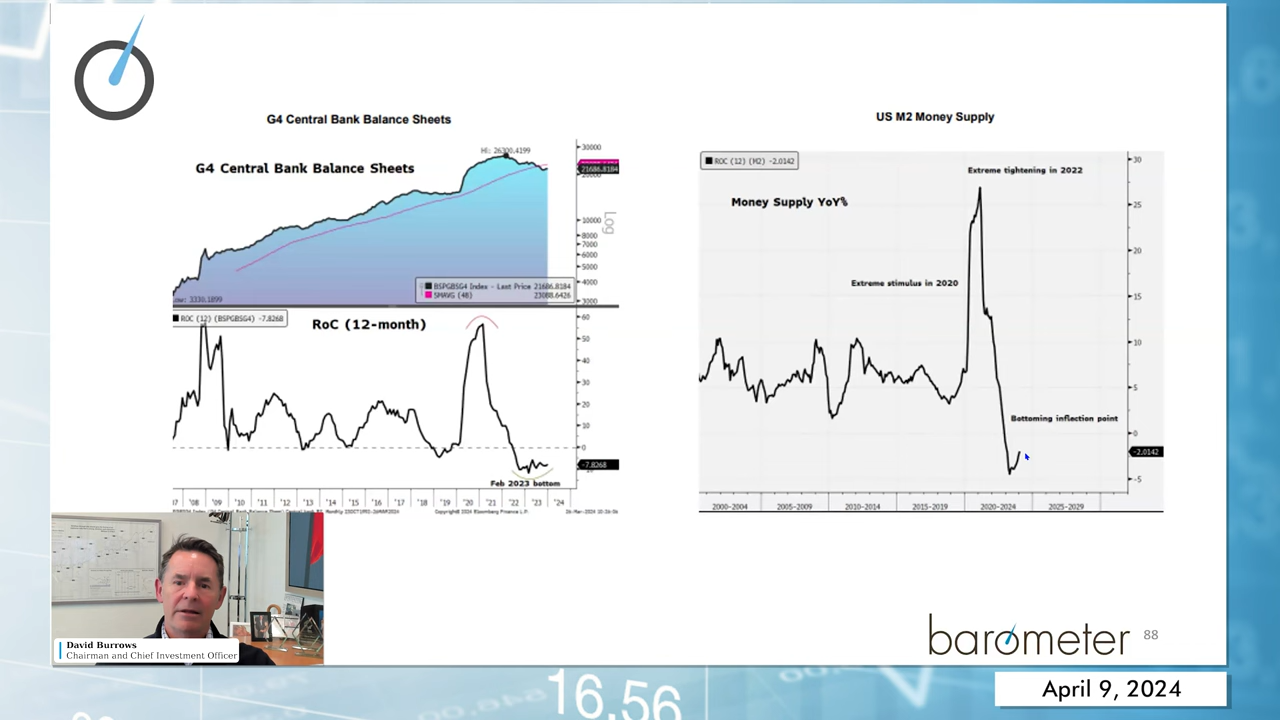 G4 Central Bank Balance Sheets
G4 Central Bank Balance Sheets
Hi: 26300.4199
30000
21686.8184
20000
10000
8000
7000
6000
5000
4000
3000
Log
BSPGBSG4 Index - Last Price 21686.8184
SMAVG (48) 23088.6426
Low: 3330.1899
ROC (12) (BSPGBSG4) -7.8268
RoC (12-month)
60
50
40
30
20
10
0
-7.8268
Feb 2023 bottom
'08 '09 '10 '11 '12 '13 '14 '15 '16 '17 '18 '19 '20 '21 '22 '23 '24
Copyright© 2024 Bloomberg Finance L.P.
US M2 Money Supply
ROC (12) (M2) -2.0142
Extreme tightening in 2022
Money Supply YoY%
Extreme stimulus in 2020
Bottoming inflection point
30
25
20
15
10
5
0
-2.0142
-5
2000-2004 2005-2009 2010-2014 2015-2019 2020-2024 2025-2029
David Burrows
Chairman and Chief Investment Officer
barometer
88
April 9, 2024
16,56